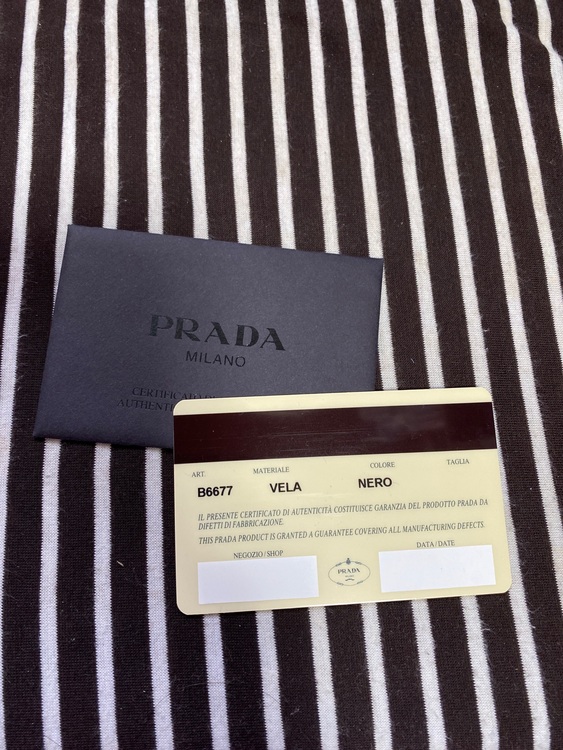 PRADA
MILANO
ART.
MATERIALE
COLORE
TAGLIA
B6677
VELA
NERO
IL PRESENTE CERTIFICATO DI AUTENTICITÀ COSTITUISCE GARANZIA DEL PRODOTTO PRADA DA
DIFETTI DI FABBRICAZIONE.
THIS PRADA PRODUCT IS GRANTED A GUARANTEE COVERING ALL MANUFACTURING DEFECTS.
NEGOZIO/SHOP
DATA/DATE
PRADA